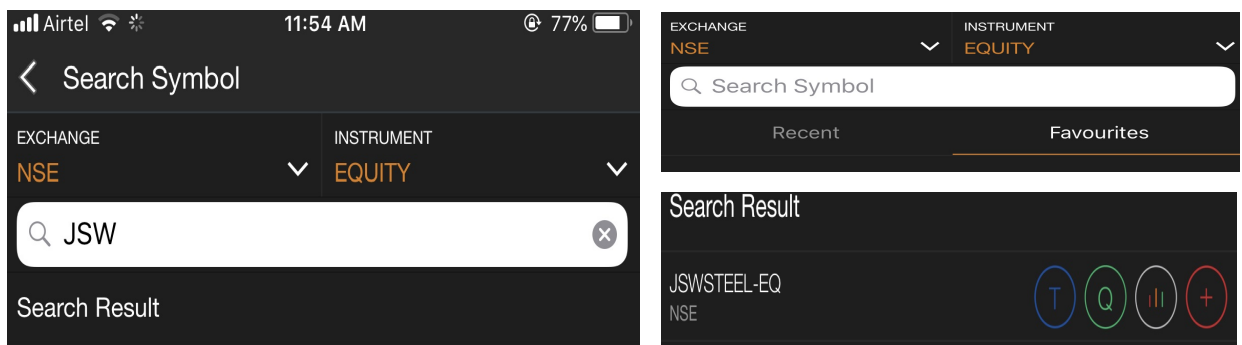 Airtel 11:54 AM 77%
Search Symbol
EXCHANGE INSTRUMENT
NSE EQUITY
JSW
Search Result
EXCHANGE INSTRUMENT
NSE EQUITY
Search Symbol
Recent Favourites
Search Result
JSWSTEEL-EQ
NSE
T Q +